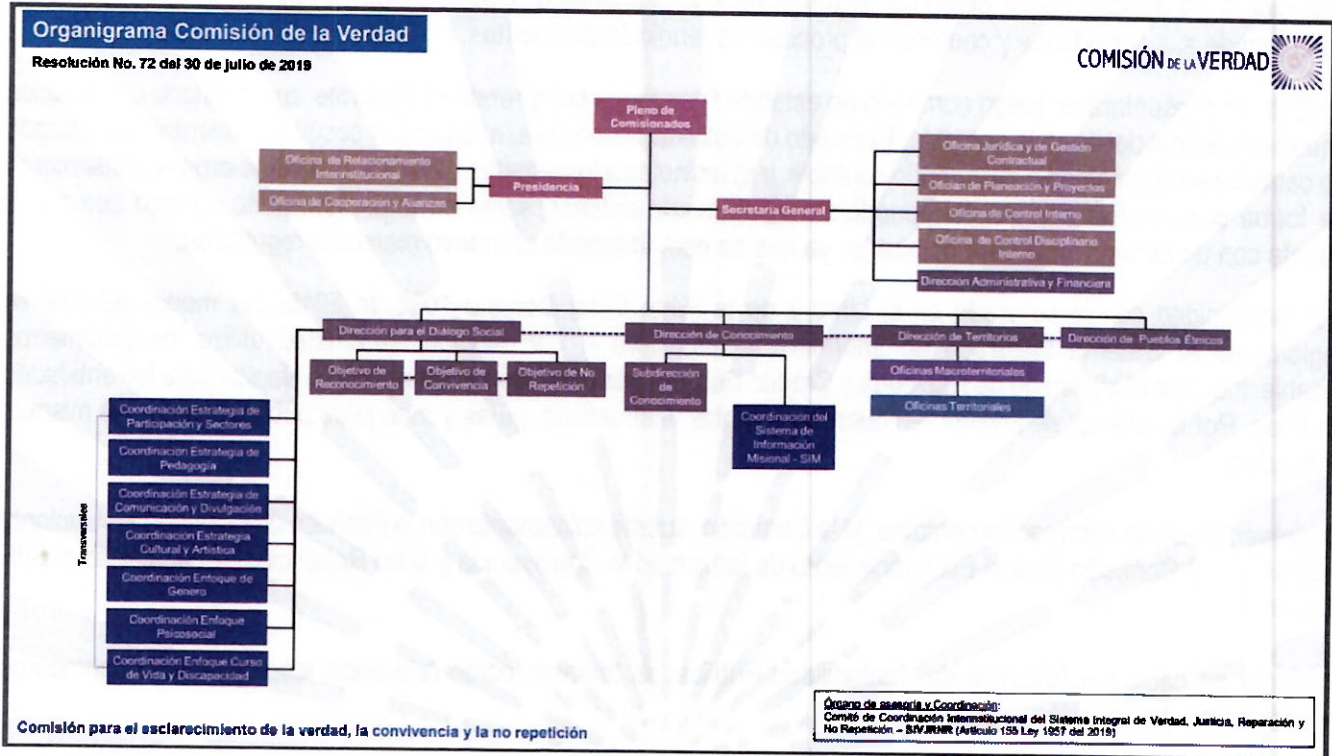 Organigrama Comisión de la Verdad
Resolución No. 72 del 30 de julio de 2019
COMISIÓN DE LA VERDAD
Pleno de
Comisionados
Oficina de Relacionamiento
Interinstitucional
Oficina de Cooperación y Alianzas
Presidencia
Secretaría General
Oficina Jurídica y de Gestión
Contractual
Ofician de Planeación y Proyectos
Oficina de Control Interno
Oficina de Control Disciplinario
Interno
Dirección Administrativa y Financiera
Dirección para el Diálogo Social
Dirección de Conocimiento
Dirección de Territorios
Dirección de Pueblos Étnicos
Objetivo de
Reconocimiento
Objetivo de
Convivencia
Objetivo de No
Repetición
Subdirección
de
Conocimiento
Oficinas Macroterritoriales
Oficinas Territoriales
Coordinación del
Sistema de
Información
Misional - SIM
Transversales
Coordinación Estrategia de
Participación y Sectores
Coordinación Estrategia de
Pedagogía
Coordinación Estrategia de
Comunicación y Divulgación
Coordinación Estrategia
Cultural y Artística
Coordinación Enfoque de
Genero
Coordinación Enfoque
Psicosocial
Coordinación Enfoque Curso
de Vida y Discapacidad
Comisión para el esclarecimiento de la verdad, la convivencia y la no repetición
Órgano de asesoría y Coordinación:
Comité de Coordinación Interinstitucional del Sistema Integral de Verdad, Justicia, Reparación y
No Repetición – SIVJRNR (Artículo 155 Ley 1957 del 2019)